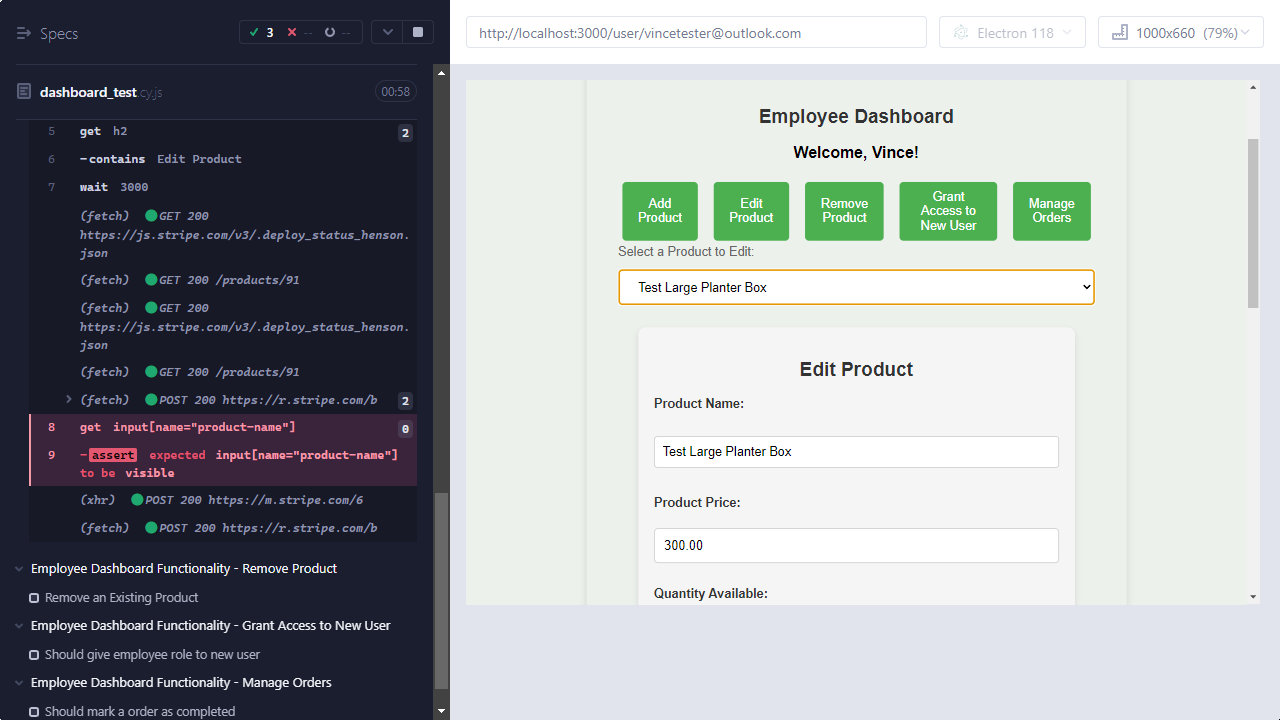 Specs
3
--
--
dashboard_test.cy.js
00:58
5 get h2 2
6 -contains Edit Product
7 wait 3000
(fetch) GET 200
https://js.stripe.com/v3/.deploy_status_henson.
json
(fetch) GET 200 /products/91
(fetch) GET 200
https://js.stripe.com/v3/.deploy_status_henson.
json
(fetch) GET 200 /products/91
(fetch) POST 200 https://r.stripe.com/b 2
8 get input[name="product-name"] 0
9 -assert expected input[name="product-name"]
to be visible
(xhr) POST 200 https://m.stripe.com/6
(fetch) POST 200 https://r.stripe.com/b
Employee Dashboard Functionality - Remove Product
Remove an Existing Product
Employee Dashboard Functionality - Grant Access to New User
Should give employee role to new user
Employee Dashboard Functionality - Manage Orders
Should mark a order as completed
http://localhost:3000/user/vincetester@outlook.com
Electron 118
1000x660 (79%)
Employee Dashboard
Welcome, Vince!
Add
Product
Edit
Product
Remove
Product
Grant
Access to
New User
Manage
Orders
Select a Product to Edit:
Test Large Planter Box
Edit Product
Product Name:
Test Large Planter Box
Product Price:
300.00
Quantity Available: